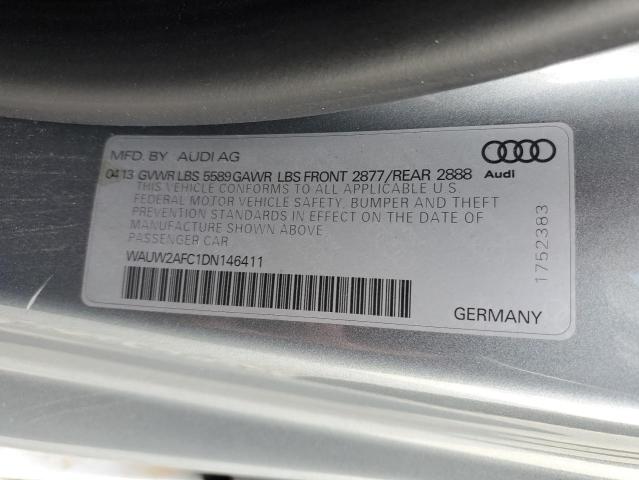 MFD. BY AUDI AG
04/13 GVWR LBS 5589 GAWR LBS FRONT 2877/REAR 2888
Audi
THIS VEHICLE CONFORMS TO ALL APPLICABLE U.S.
FEDERAL MOTOR VEHICLE SAFETY, BUMPER AND THEFT
PREVENTION STANDARDS IN EFFECT ON THE DATE OF
MANUFACTURE SHOWN ABOVE.
PASSENGER CAR
WAUW2AFC1DN146411
1752383
GERMANY